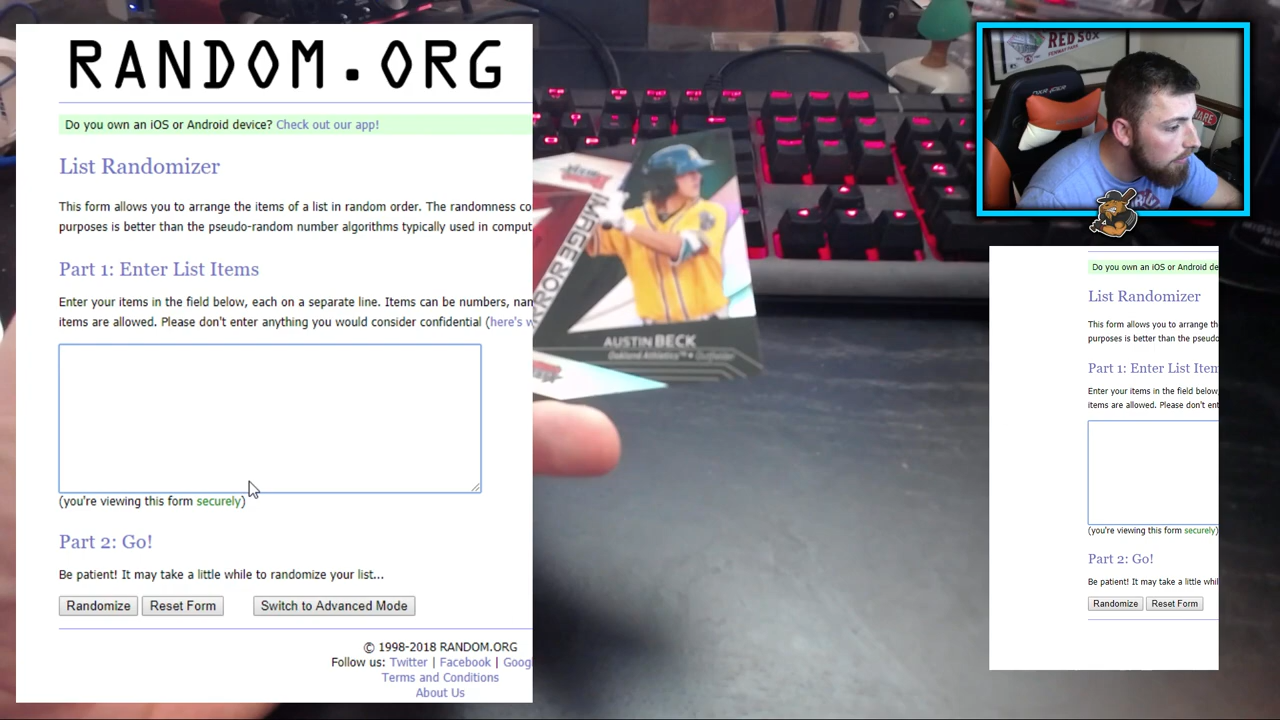 RANDOM.ORG
Do you own an iOS or Android device? Check out our app!
List Randomizer
This form allows you to arrange the items of a list in random order. The randomness co
purposes is better than the pseudo-random number algorithms typically used in comput
Part 1: Enter List Items
Enter your items in the field below, each on a separate line. Items can be numbers, nam
items are allowed. Please don't enter anything you would consider confidential (here's w
(you're viewing this form securely)
Part 2: Go!
Be patient! It may take a little while to randomize your list...
Randomize Reset Form Switch to Advanced Mode
© 1998-2018 RANDOM.ORG
Follow us: Twitter | Facebook | Goog
Terms and Conditions
About Us
AUSTIN BECK
Oakland Athletics
RED SOX
Do you own an iOS or Android de
List Randomizer
This form allows you to arrange th
purposes is better than the pseudo
Part 1: Enter List Item
Enter your items in the field below
items are allowed. Please don't ent
(you're viewing this form securely)
Part 2: Go!
Be patient! It may take a little whil
Randomize Reset Form